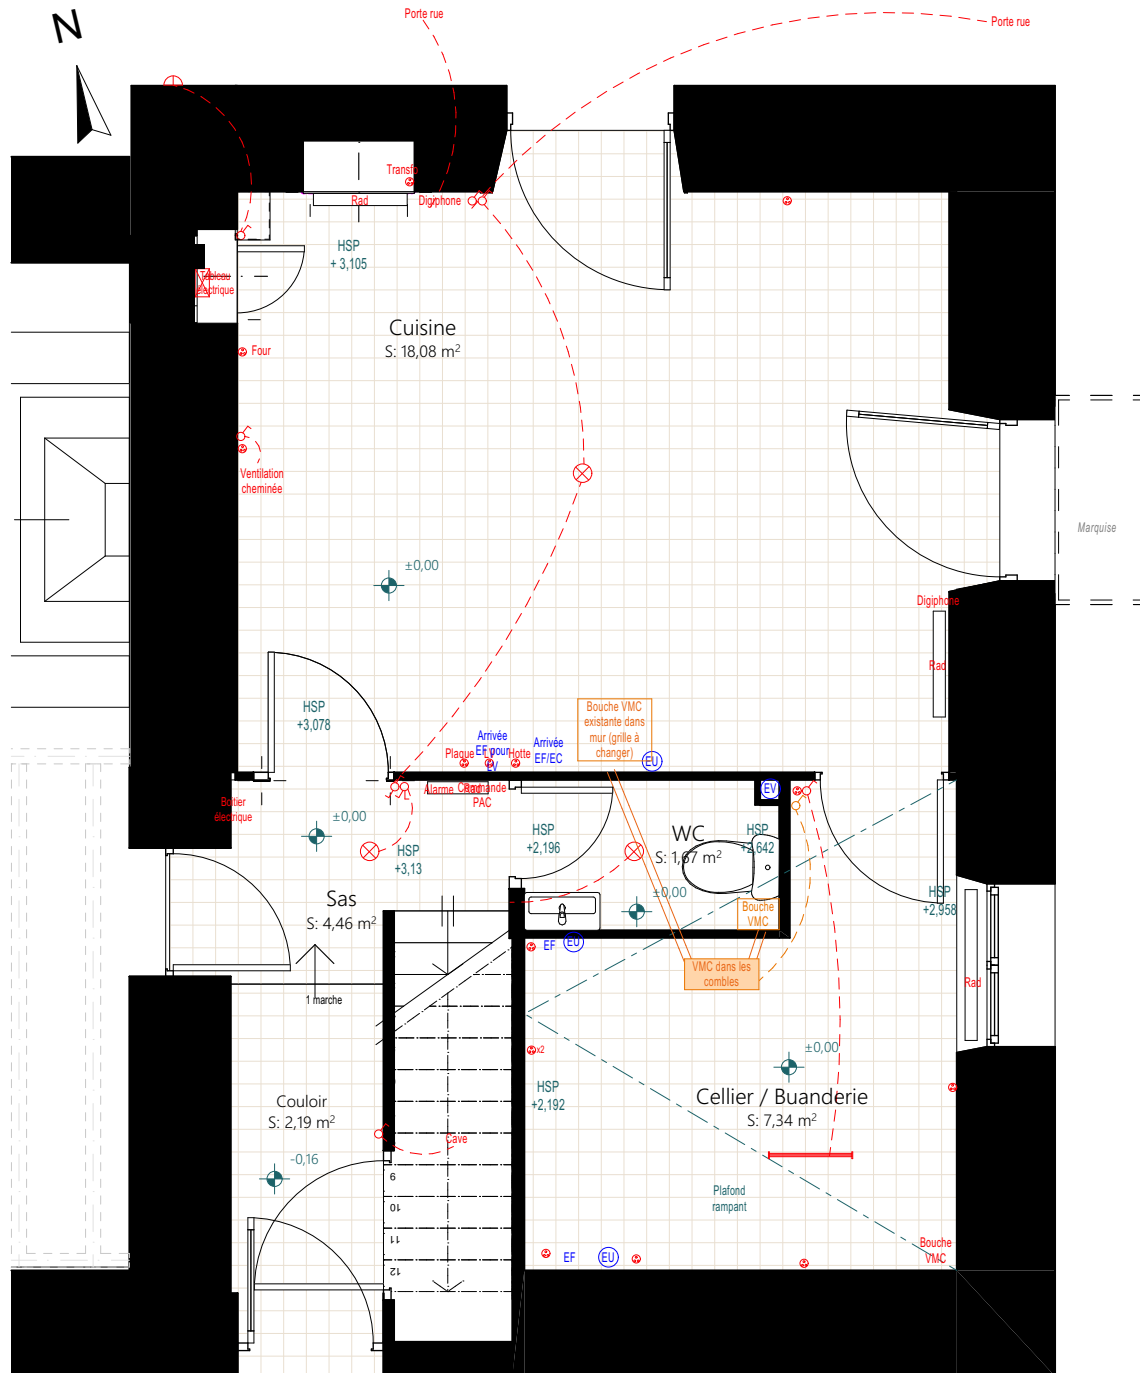 N
Porte rue
Porte rue
Transfo
Rad
Digiphone
HSP
+ 3,105
Tableau
électrique
Cuisine
S: 18,08 m²
Four
Ventilation
cheminée
Marquise
±0,00
Digiphone
Rad
HSP
+3,078
Bouche VMC
existante dans
mur (grille à
changer)
Arrivée
EF pour
LV
Arrivée
EF/EC
Plaque
LV
Hotte
EU
Boitier
électrique
Alarme
Rad
Commande
PAC
EV
±0,00
HSP
+3,13
HSP
+2,196
WC
S: 1,67 m²
HSP
+2,642
±0,00
HSP
+2,958
Sas
S: 4,46 m²
Bouche
VMC
EF
EU
VMC dans les
combles
Rad
1 marche
x2
±0,00
HSP
+2,192
Cellier / Buanderie
S: 7,34 m²
Couloir
S: 2,19 m²
Cave
-0,16
9
10
11
12
Plafond
rampant
EF
EU
Bouche
VMC